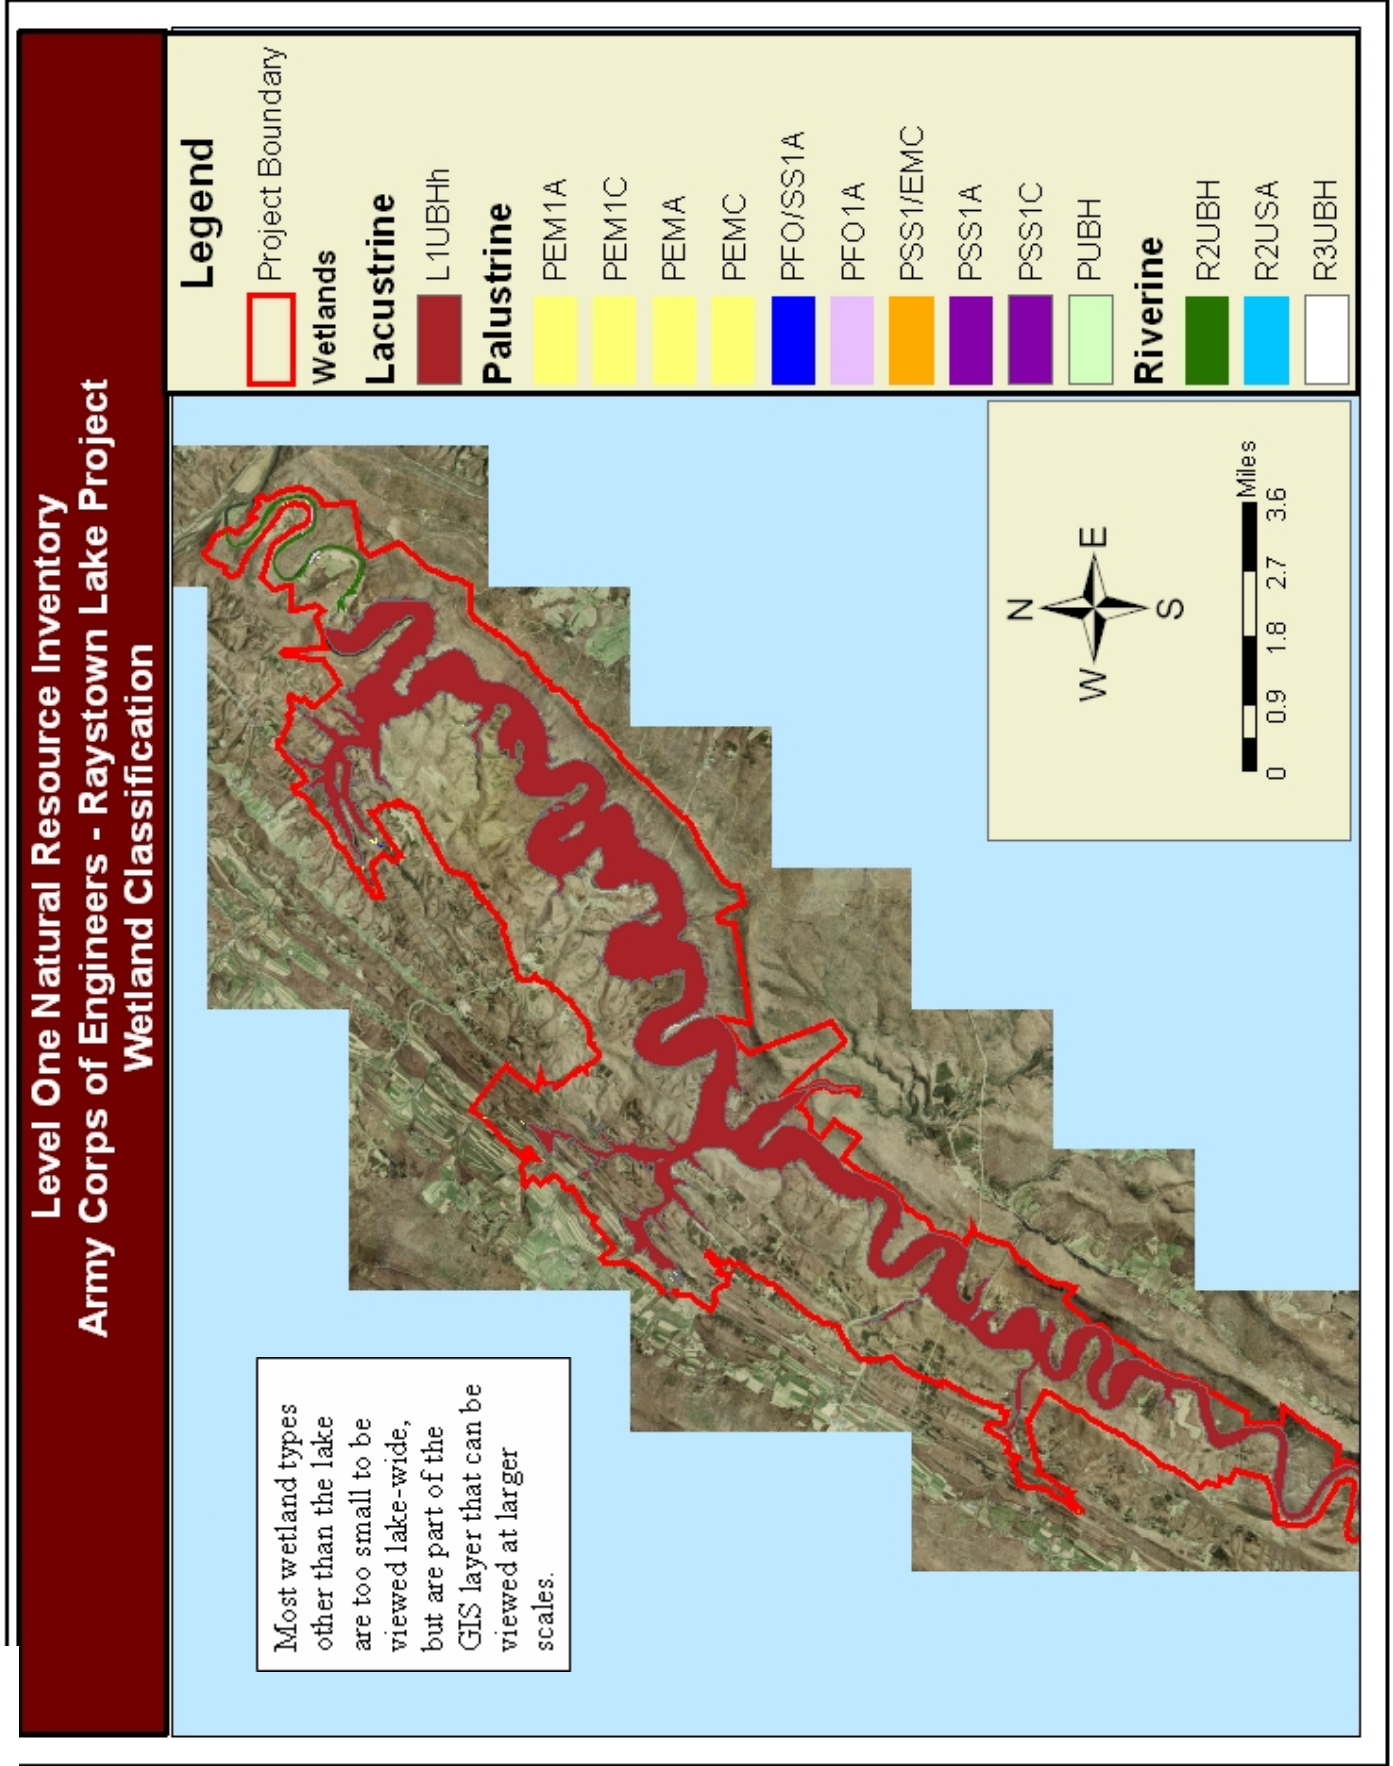 Level One Natural Resource Inventory
Army Corps of Engineers - Raystown Lake Project
Wetland Classification
Most wetland types
other than the lake
are too small to be
viewed lake-wide,
but are part of the
GIS layer that can be
viewed at larger
scales.
Legend
Project Boundary
Wetlands
Lacustrine
L1UBHh
Palustrine
PEM1A
PEM1C
PEMA
PEMC
PFO/SS1A
PFO1A
PSS1/EMC
PSS1A
PSS1C
PUBH
Riverine
R2UBH
R2USA
R3UBH
N
W E
S
Miles
0 0.9 1.8 2.7 3.6